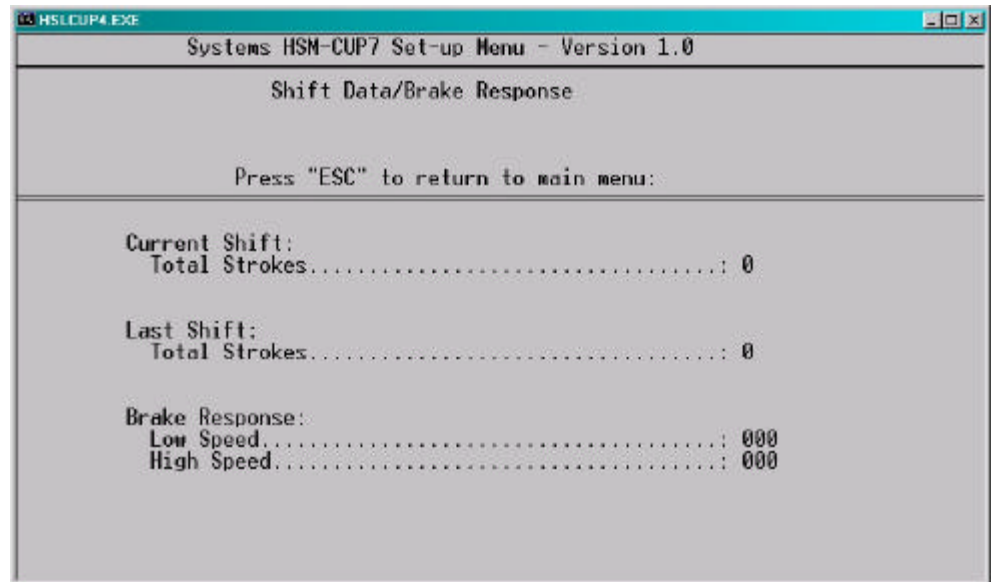 HSLCUP4.EXE
Systems HSM-CUP7 Set-up Menu - Version 1.0
Shift Data/Brake Response
Press "ESC" to return to main menu:
Current Shift:
Total Strokes..................................: 0
Last Shift:
Total Strokes..................................: 0
Brake Response:
Low Speed......................................: 000
High Speed.....................................: 000